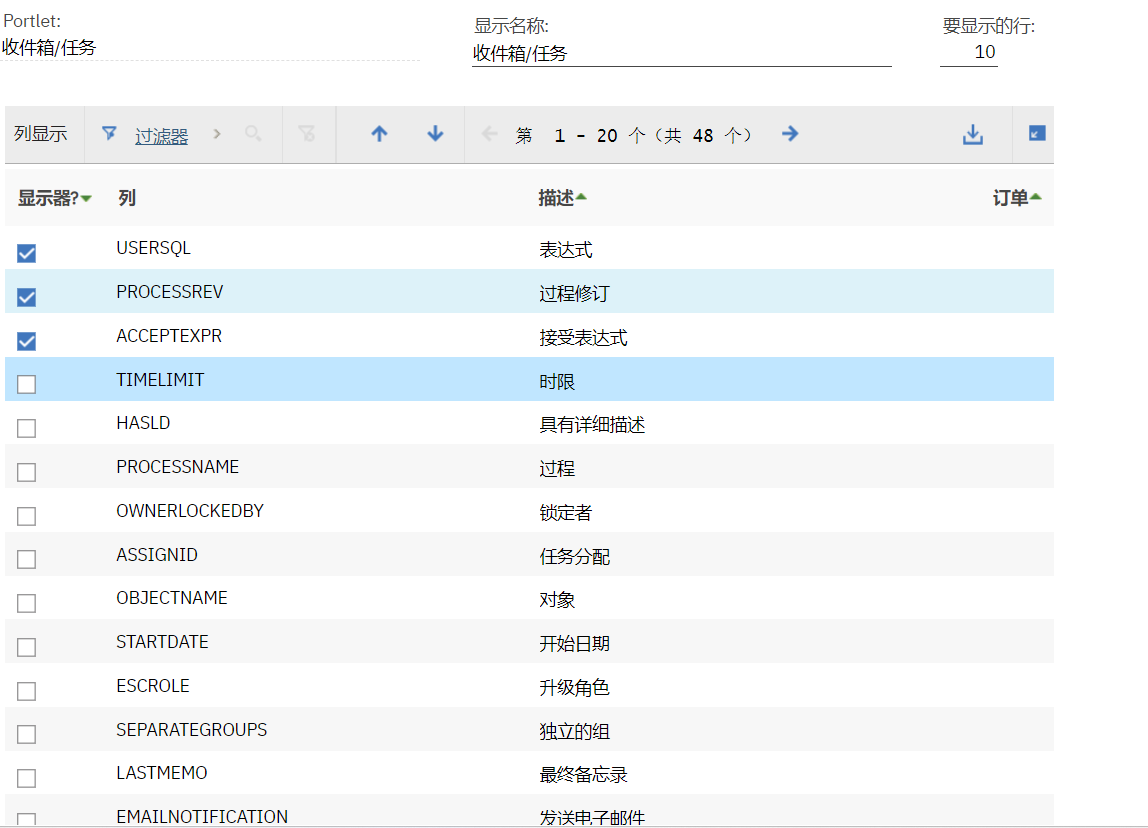 Portlet:
收件箱/任务
显示名称:
收件箱/任务
要显示的行:
10
列显示 过滤器 第 1 - 20 个（共 48 个）
显示器? 列 描述 订单
USERSQL 表达式
PROCESSREV 过程修订
ACCEPTEXPR 接受表达式
TIMELIMIT 时限
HASLD 具有详细描述
PROCESSNAME 过程
OWNERLOCKEDBY 锁定者
ASSIGNID 任务分配
OBJECTNAME 对象
STARTDATE 开始日期
ESCROLE 升级角色
SEPARATEGROUPS 独立的组
LASTMEMO 最终备忘录
EMAILNOTIFICATION 发送电子邮件